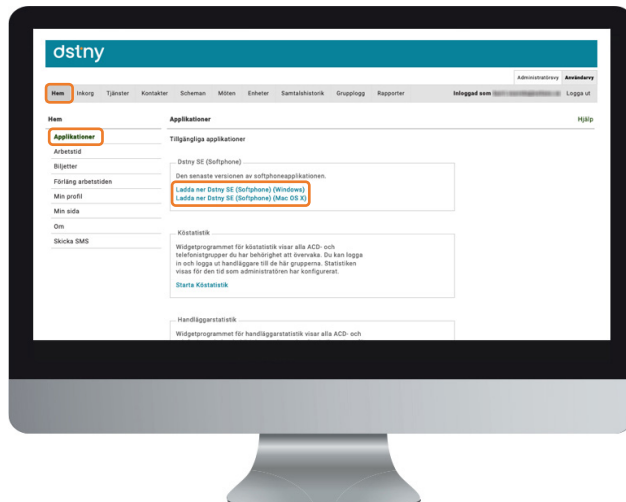 dstny
Administratörsvy Användarvy
Hem Inkorg Tjänster Kontakter Scheman Möten Enheter Samtalshistorik Grupplogg Rapporter Inloggad som Logga ut
Hem
Applikationer
Arbetstid
Biljetter
Förläng arbetstiden
Min profil
Min sida
Om
Skicka SMS
Applikationer
Hjälp
Tillgängliga applikationer
Dstny SE (Softphone)
Den senaste versionen av softphoneapplikationen.
Ladda ner Dstny SE (Softphone) (Windows)
Ladda ner Dstny SE (Softphone) (Mac OS X)
Köstatistik
Widgetprogrammet för köstatistik visar alla ACD- och
telefonistgrupper du har behörighet att övervaka. Du kan logga
in och logga ut handläggare till de här grupperna. Statistiken
visas för den tid som administratören har konfigurerat.
Starta Köstatistik
Handläggarstatistik
Widgetprogrammet för handläggarstatistik visar alla ACD- och